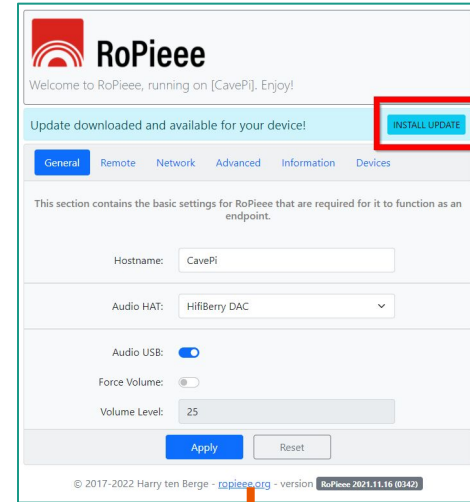 RoPieee
Welcome to RoPieee, running on [CavePi]. Enjoy!
Update downloaded and available for your device! INSTALL UPDATE
General Remote Network Advanced Information Devices
This section contains the basic settings for RoPieee that are required for it to function as an
endpoint.
Hostname: CavePi
Audio HAT: HifiBerry DAC
Audio USB:
Force Volume:
Volume Level: 25
Apply Reset
© 2017-2022 Harry ten Berge - ropieee.org - version RoPieee 2021.11.16 (0342)